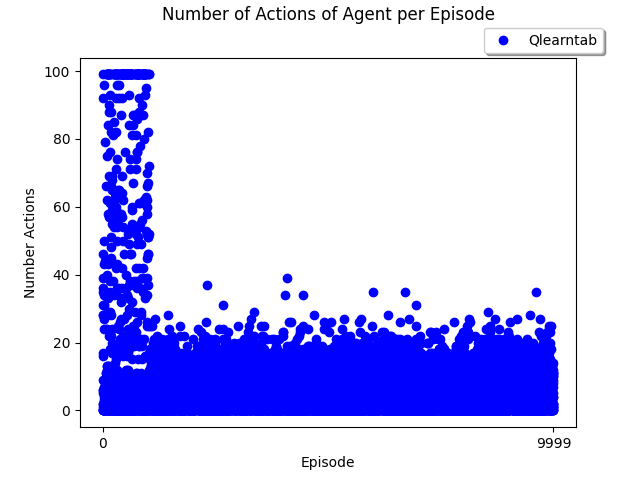 Number of Actions of Agent per Episode
Qlearntab
100
80
60
40
20
0
Number Actions
0
9999
Episode